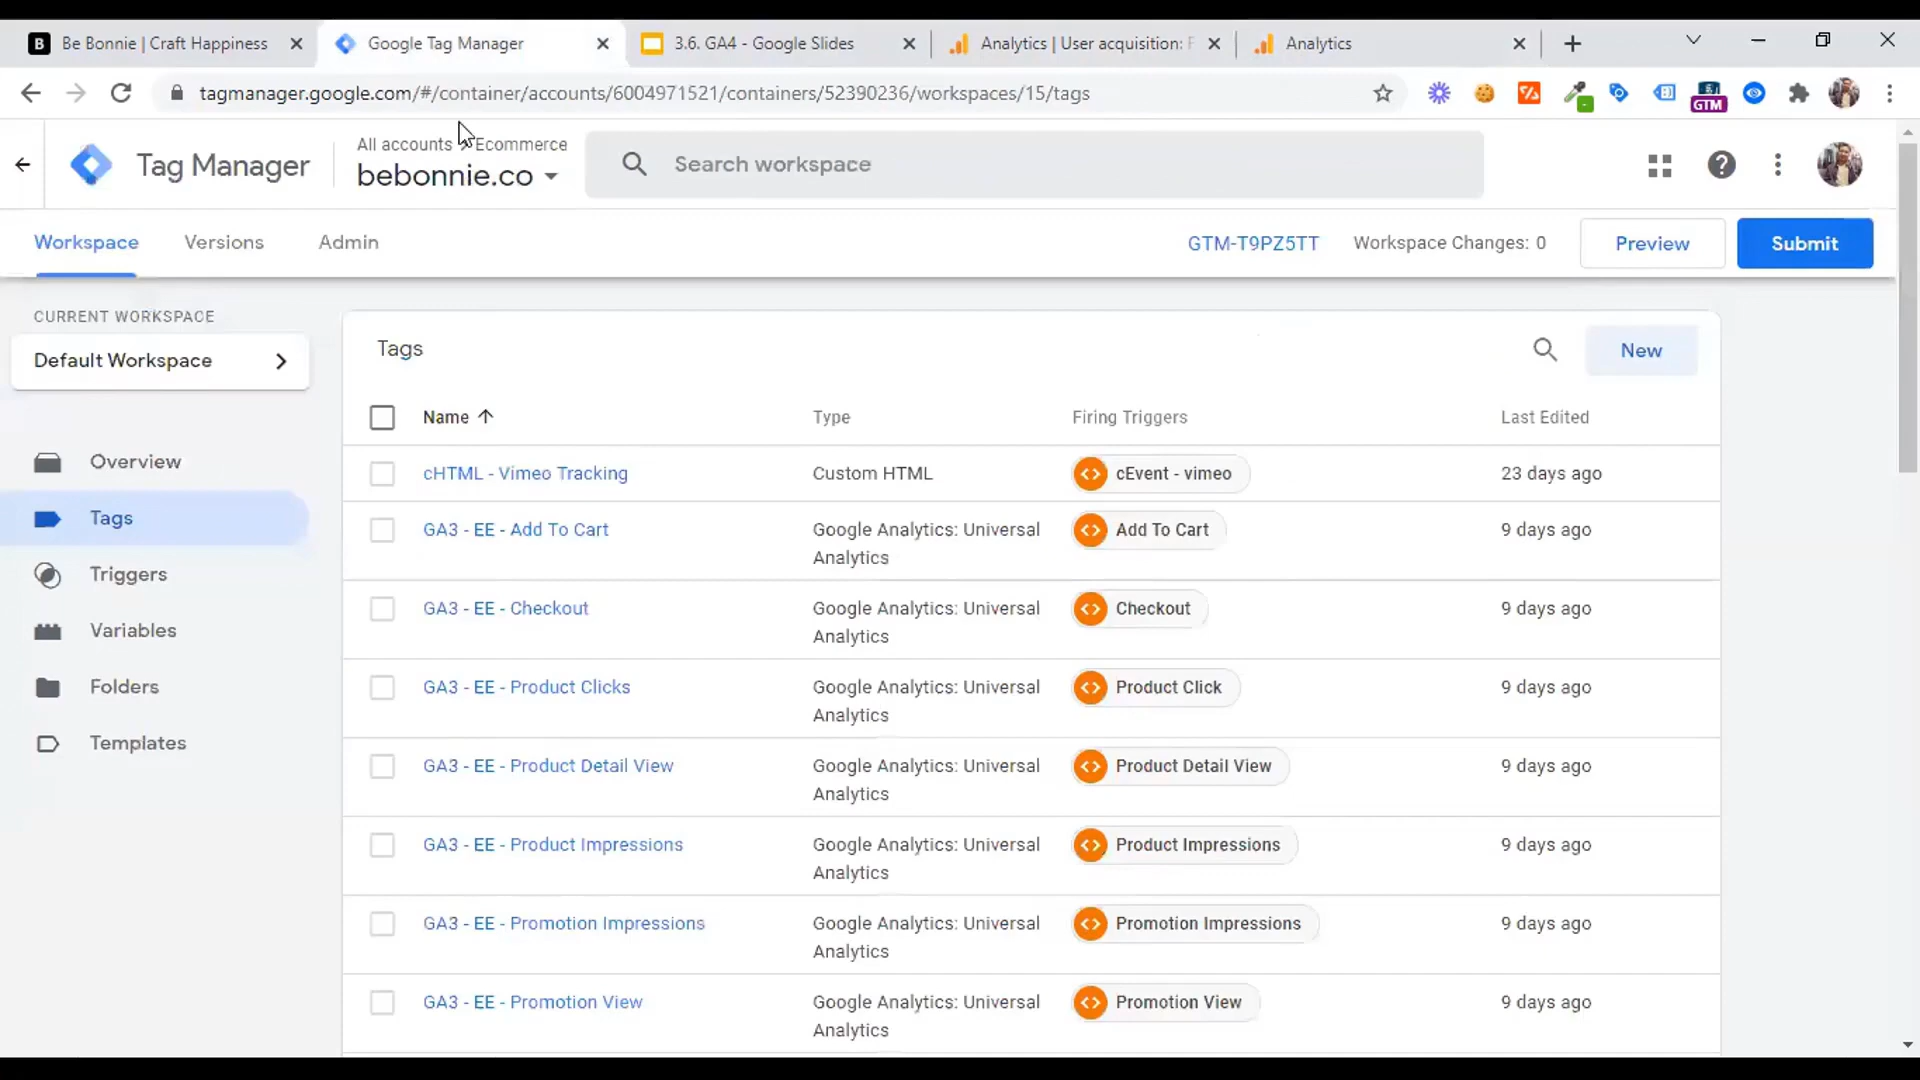 B Be Bonnie | Craft Happiness
Google Tag Manager
3.6. GA4 - Google Slides
Analytics | User acquisition:
Analytics
tagmanager.google.com/#/container/accounts/6004971521/containers/52390236/workspaces/15/tags
GTM
Tag Manager
All accounts > Ecommerce
bebonnie.co
Search workspace
Workspace
Versions
Admin
GTM-T9PZ5TT
Workspace Changes: 0
Preview
Submit
CURRENT WORKSPACE
Default Workspace
Overview
Tags
Triggers
Variables
Folders
Templates
Tags
New
Name
Type
Firing Triggers
Last Edited
cHTML - Vimeo Tracking
Custom HTML
cEvent - vimeo
23 days ago
GA3 - EE - Add To Cart
Google Analytics: Universal
Analytics
Add To Cart
9 days ago
GA3 - EE - Checkout
Google Analytics: Universal
Analytics
Checkout
9 days ago
GA3 - EE - Product Clicks
Google Analytics: Universal
Analytics
Product Click
9 days ago
GA3 - EE - Product Detail View
Google Analytics: Universal
Analytics
Product Detail View
9 days ago
GA3 - EE - Product Impressions
Google Analytics: Universal
Analytics
Product Impressions
9 days ago
GA3 - EE - Promotion Impressions
Google Analytics: Universal
Analytics
Promotion Impressions
9 days ago
GA3 - EE - Promotion View
Google Analytics: Universal
Analytics
Promotion View
9 days ago